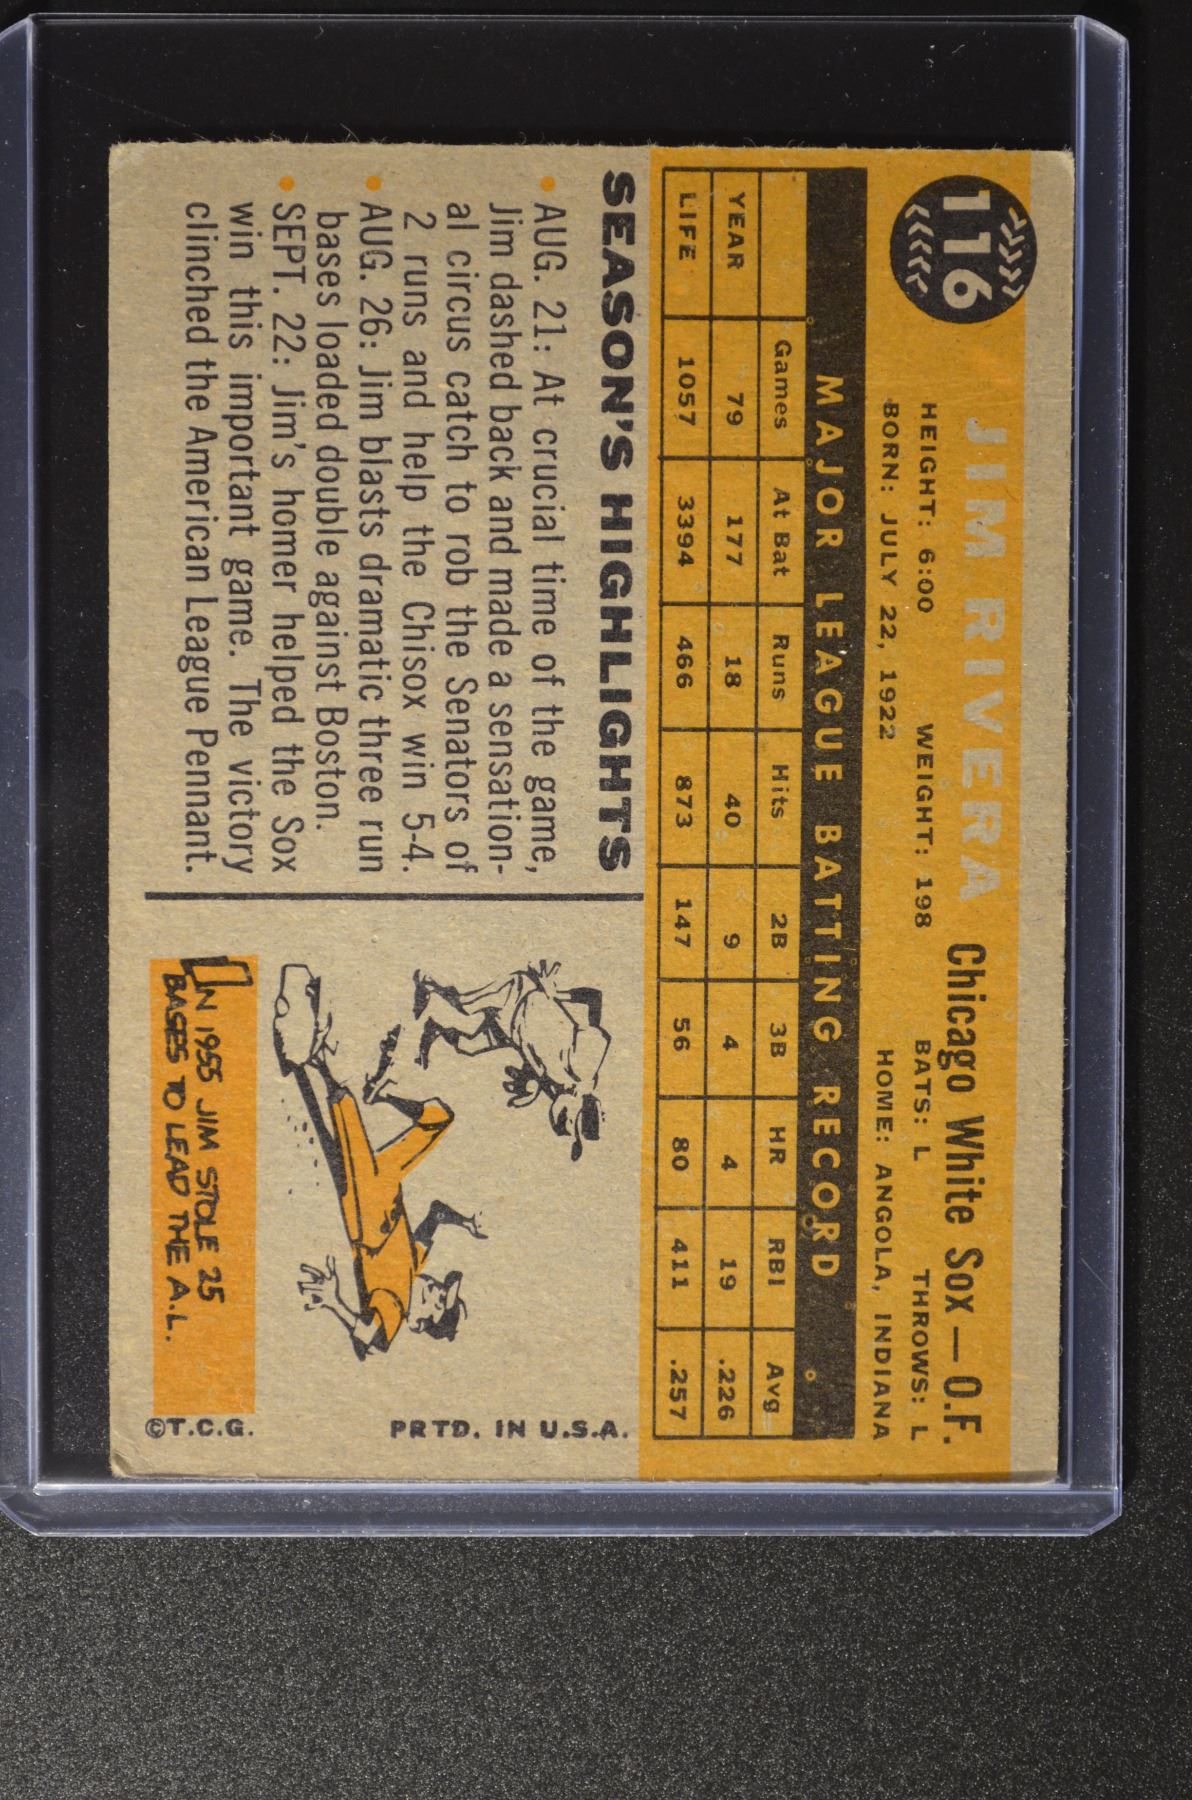 116
JIM RIVERA Chicago White Sox — O.F.
HEIGHT: 6:00 WEIGHT: 198 BATS: L THROWS: L
BORN: JULY 22, 1922 HOME: ANGOLA, INDIANA
MAJOR LEAGUE BATTING RECORD
Games At Bat Runs Hits 2B 3B HR RBI Avg
YEAR 79 177 18 40 9 4 4 19 .226
LIFE 1057 3394 466 873 147 56 80 411 .257
SEASON'S HIGHLIGHTS
• AUG. 21: At crucial time of the game,
Jim dashed back and made a sensation-
al circus catch to rob the Senators of
2 runs and help the Chisox win 5-4.
• AUG. 26: Jim blasts dramatic three run
bases loaded double against Boston.
• SEPT. 22: Jim's homer helped the Sox
win this important game. The victory
clinched the American League Pennant.
IN 1955 JIM STOLE 25
BASES TO LEAD THE A.L.
PRTD. IN U.S.A.
©T.C.G.